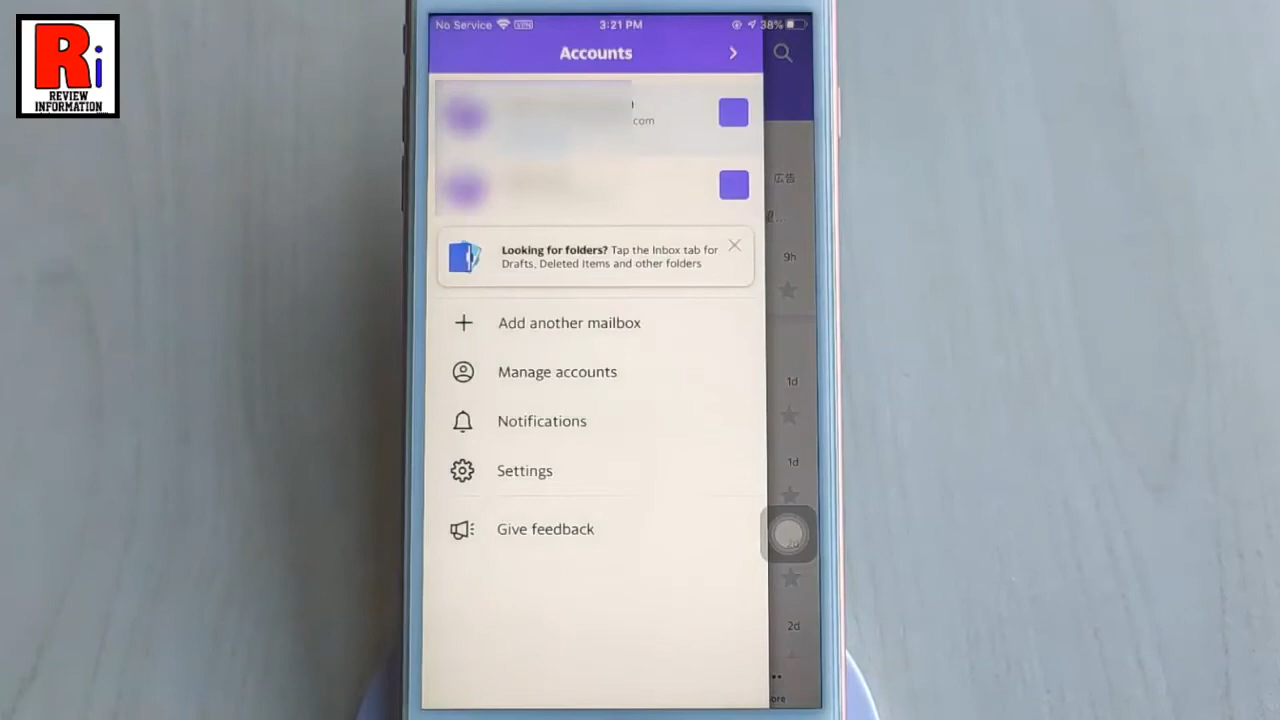 Ri
REVIEW
INFORMATION
No Service VPN 3:21 PM 38%
Accounts
com
広告
Looking for folders? Tap the Inbox tab for
Drafts, Deleted Items and other folders
9h
Add another mailbox
Manage accounts
1d
Notifications
1d
Settings
Give feedback
2d
ore